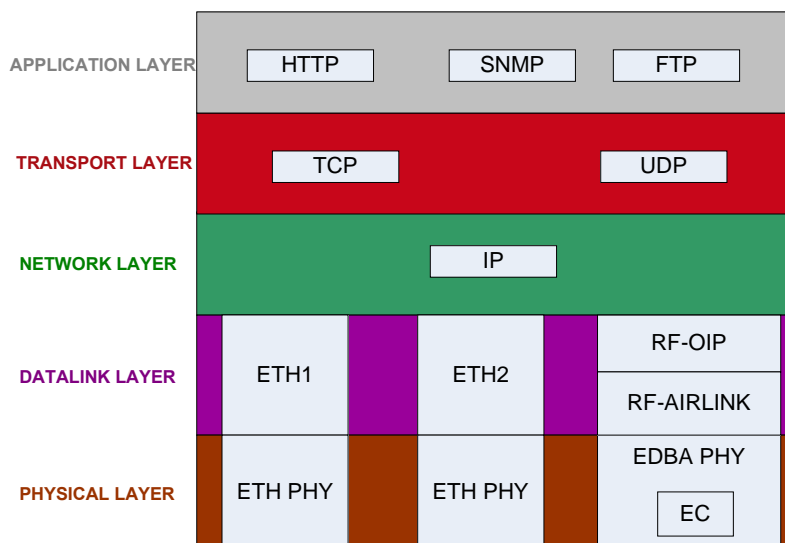 APPLICATION LAYER
HTTP
SNMP
FTP
TRANSPORT LAYER
TCP
UDP
NETWORK LAYER
IP
DATALINK LAYER
ETH1
ETH2
RF-OIP
RF-AIRLINK
PHYSICAL LAYER
ETH PHY
ETH PHY
EDBA PHY
EC